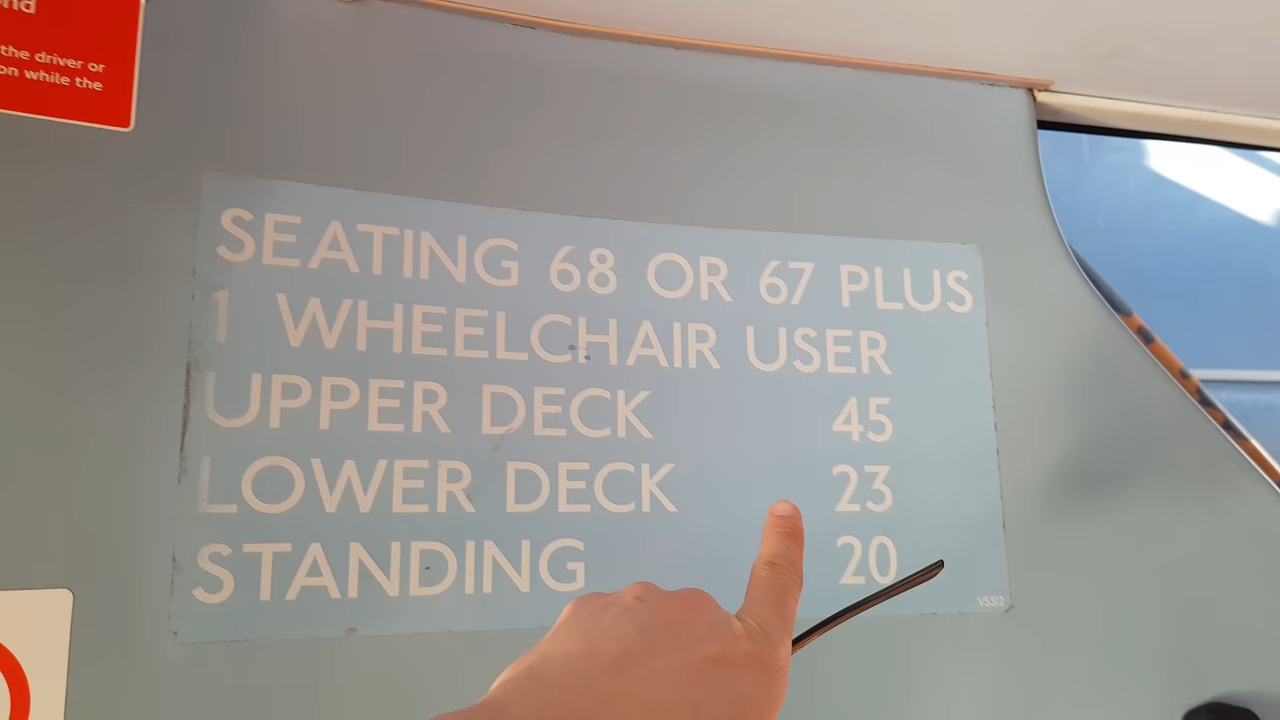 the driver or
on while the
SEATING 68 OR 67 PLUS
1 WHEELCHAIR USER
UPPER DECK 45
LOWER DECK 23
STANDING 20
VS312